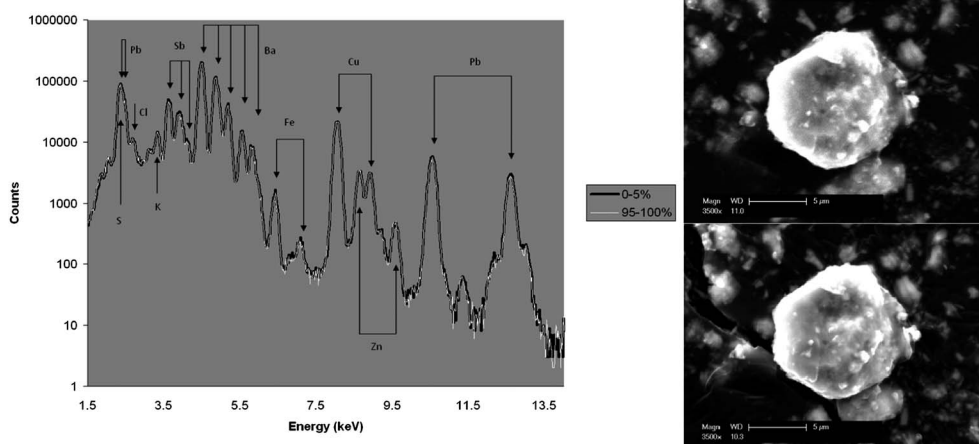 1000000
100000
10000
1000
100
10
1
Counts
Pb
Sb
Ba
Cl
S
K
Fe
Cu
Zn
Pb
1.5 3.5 5.5 7.5 9.5 11.5 13.5
Energy (keV)
0-5%
95-100%
Magn WD 5 µm
3500x 11.0
Magn WD 5 µm
3500x 10.3